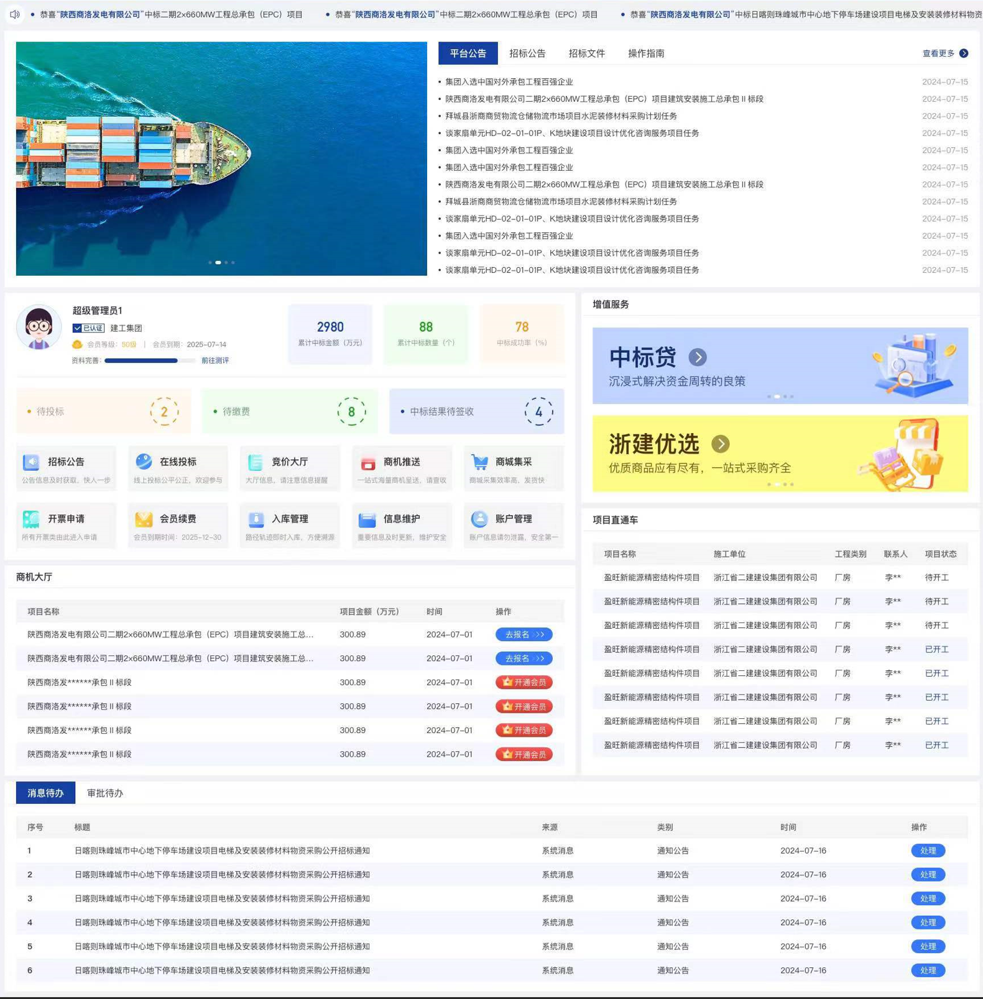 恭喜“陕西商洛发电有限公司”中标二期2×660MW工程总承包（EPC）项目
恭喜“陕西商洛发电有限公司”中标二期2×660MW工程总承包（EPC）项目
恭喜“陕西商洛发电有限公司”中标日喀则珠峰城市中心地下停车场建设项目电梯及安装装修材料物资
平台公告 招标公告 招标文件 操作指南 查看更多
集团入选中国对外承包工程百强企业 2024-07-15
陕西商洛发电有限公司二期2×660MW工程总承包（EPC）项目建筑安装施工总承包 II 标段 2024-07-15
拜城县浙商商贸物流仓储物流市场项目水泥装修材料采购计划任务 2024-07-15
谈家扇单元HD-02-01-01P、K地块建设项目设计优化咨询服务项目任务 2024-07-15
集团入选中国对外承包工程百强企业 2024-07-15
集团入选中国对外承包工程百强企业 2024-07-15
陕西商洛发电有限公司二期2×660MW工程总承包（EPC）项目建筑安装施工总承包 II 标段 2024-07-15
拜城县浙商商贸物流仓储物流市场项目水泥装修材料采购计划任务 2024-07-15
谈家扇单元HD-02-01-01P、K地块建设项目设计优化咨询服务项目任务 2024-07-15
集团入选中国对外承包工程百强企业 2024-07-15
谈家扇单元HD-02-01-01P、K地块建设项目设计优化咨询服务项目任务 2024-07-15
谈家扇单元HD-02-01-01P、K地块建设项目设计优化咨询服务项目任务 2024-07-15
超级管理员1
已认证 建工集团
会员等级：50级 | 会员到期：2025-07-14
资料完善： 前往测评
2980
累计中标金额（万元）
88
累计中标数量（个）
78
中标成功率（%）
待投标 2
待缴费 8
中标结果待签收 4
招标公告
公告信息及时获取，快人一步
在线投标
线上投标公平公正，欢迎参与
竞价大厅
大厅信息，请注意信息提醒
商机推送
一站式海量商机呈送，请查收
商城集采
商城采集效率高，发货快
开票申请
所有开票类由此进入申请
会员续费
会员到期时间：2025-12-30
入库管理
路径轨迹即时入库，方便溯源
信息维护
重要信息及时更新，维护安全
账户管理
账户信息请勿泄露，安全第一
增值服务
中标贷
沉浸式解决资金周转的良策
浙建优选
优质商品应有尽有，一站式采购齐全
项目直通车
项目名称 施工单位 工程类别 联系人 项目状态
盈旺新能源精密结构件项目 浙江省二建建设集团有限公司 厂房 李** 待开工
盈旺新能源精密结构件项目 浙江省二建建设集团有限公司 厂房 李** 待开工
盈旺新能源精密结构件项目 浙江省二建建设集团有限公司 厂房 李** 待开工
盈旺新能源精密结构件项目 浙江省二建建设集团有限公司 厂房 李** 已开工
盈旺新能源精密结构件项目 浙江省二建建设集团有限公司 厂房 李** 已开工
盈旺新能源精密结构件项目 浙江省二建建设集团有限公司 厂房 李** 已开工
盈旺新能源精密结构件项目 浙江省二建建设集团有限公司 厂房 李** 已开工
盈旺新能源精密结构件项目 浙江省二建建设集团有限公司 厂房 李** 已开工
商机大厅
项目名称 项目金额（万元） 时间 操作
陕西商洛发电有限公司二期2×660MW工程总承包（EPC）项目建筑安装施工总... 300.89 2024-07-01 去报名
陕西商洛发电有限公司二期2×660MW工程总承包（EPC）项目建筑安装施工总... 300.89 2024-07-01 去报名
陕西商洛发******承包 II 标段 300.89 2024-07-01 开通会员
陕西商洛发******承包 II 标段 300.89 2024-07-01 开通会员
陕西商洛发******承包 II 标段 300.89 2024-07-01 开通会员
陕西商洛发******承包 II 标段 300.89 2024-07-01 开通会员
消息待办 审批待办
序号 标题 来源 类别 时间 操作
1 日喀则珠峰城市中心地下停车场建设项目电梯及安装装修材料物资采购公开招标通知 系统消息 通知公告 2024-07-16 处理
2 日喀则珠峰城市中心地下停车场建设项目电梯及安装装修材料物资采购公开招标通知 系统消息 通知公告 2024-07-16 处理
3 日喀则珠峰城市中心地下停车场建设项目电梯及安装装修材料物资采购公开招标通知 系统消息 通知公告 2024-07-16 处理
4 日喀则珠峰城市中心地下停车场建设项目电梯及安装装修材料物资采购公开招标通知 系统消息 通知公告 2024-07-16 处理
5 日喀则珠峰城市中心地下停车场建设项目电梯及安装装修材料物资采购公开招标通知 系统消息 通知公告 2024-07-16 处理
6 日喀则珠峰城市中心地下停车场建设项目电梯及安装装修材料物资采购公开招标通知 系统消息 通知公告 2024-07-16 处理